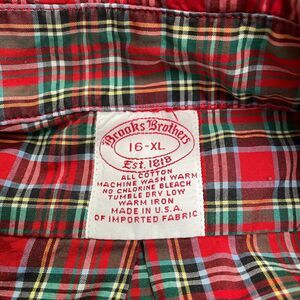 Brooks Brothers
16-XL
Est. 1818
ALL COTTON
MACHINE WASH WARM
NO CHLORINE BLEACH
TUMBLE DRY LOW
WARM IRON
MADE IN U.S.A.
OF IMPORTED FABRIC